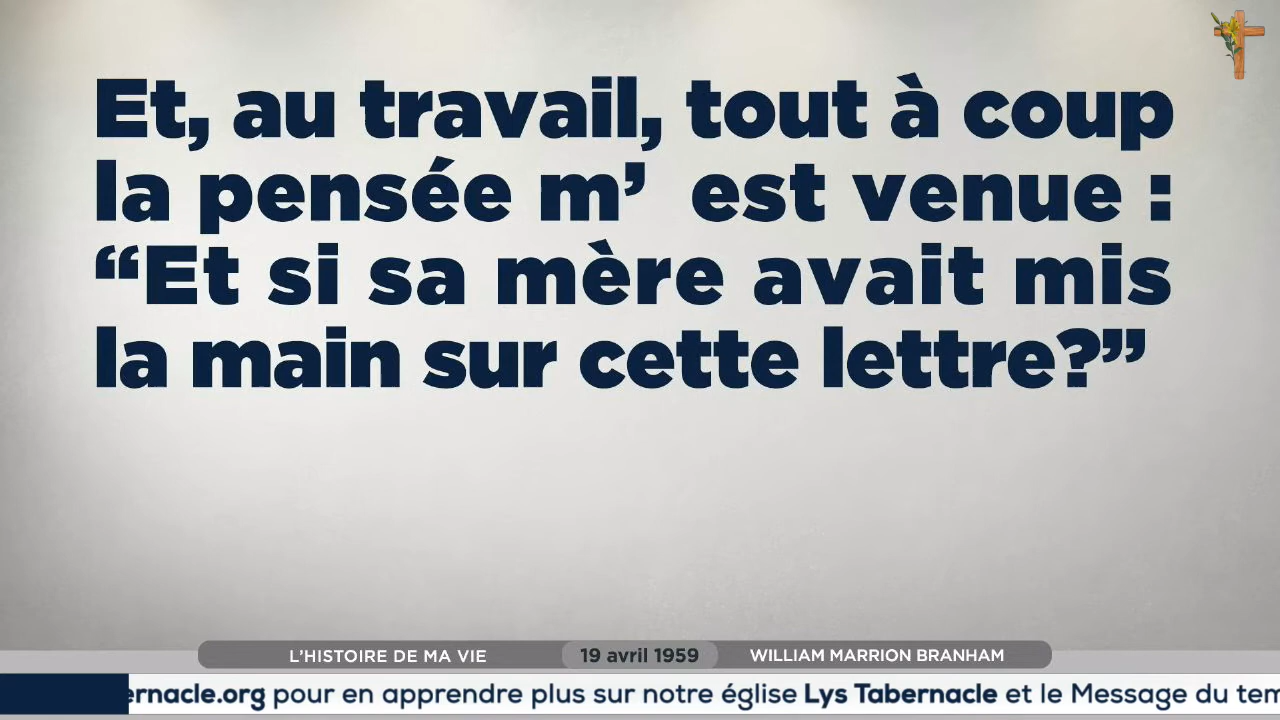 Et, au travail, tout à coup
la pensée m’ est venue :
“Et si sa mère avait mis
la main sur cette lettre?”
L’HISTOIRE DE MA VIE 19 avril 1959 WILLIAM MARRION BRANHAM
ernacle.org pour en apprendre plus sur notre église Lys Tabernacle et le Message du tem